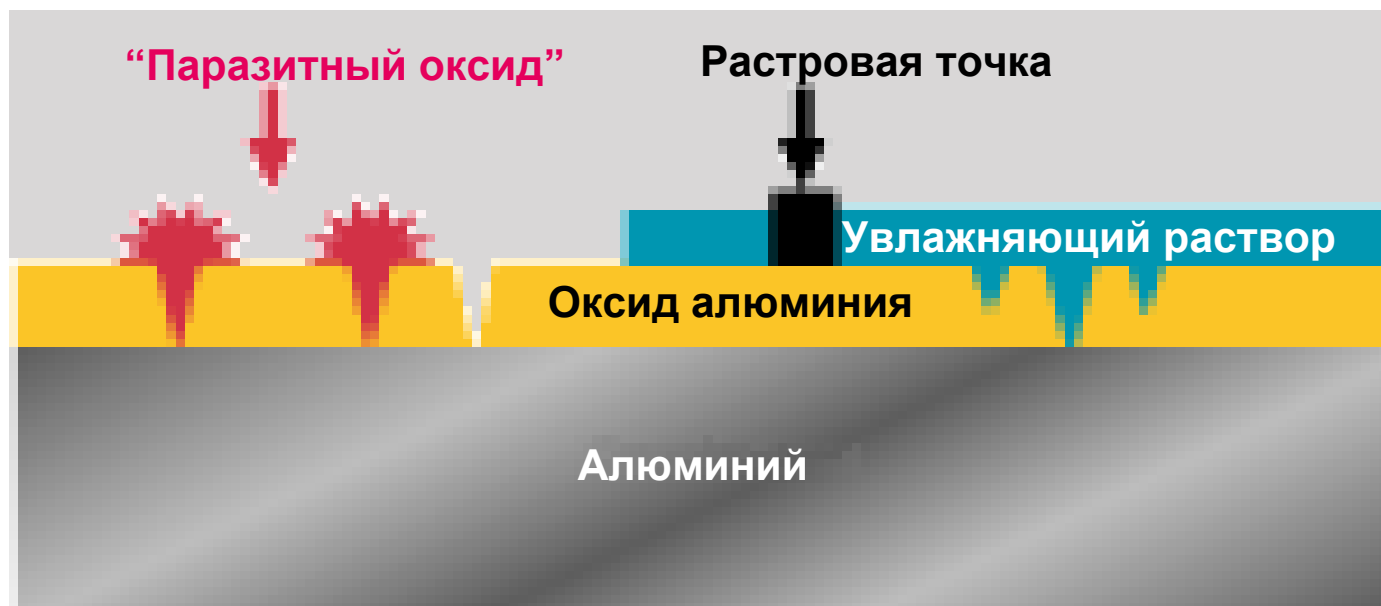 “Паразитный оксид”
Растровая точка
Увлажняющий раствор
Оксид алюминия
Алюминий